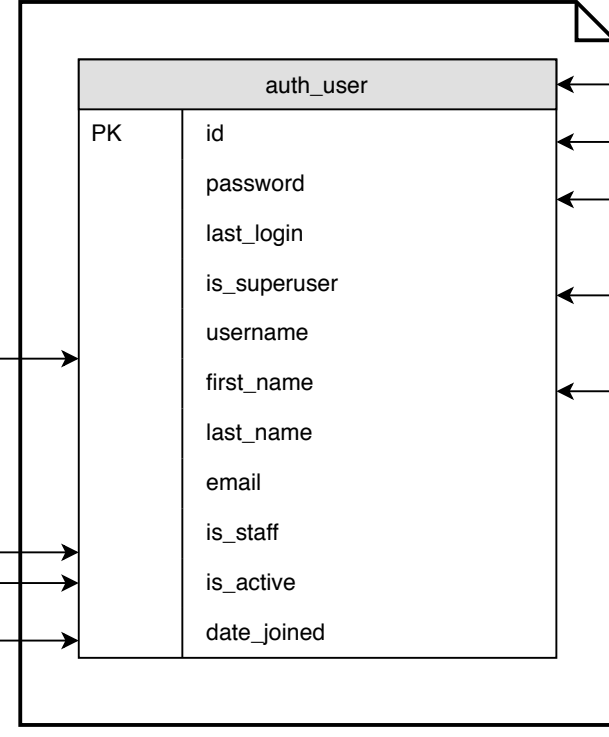 auth_user
PK id
password
last_login
is_superuser
username
first_name
last_name
email
is_staff
is_active
date_joined